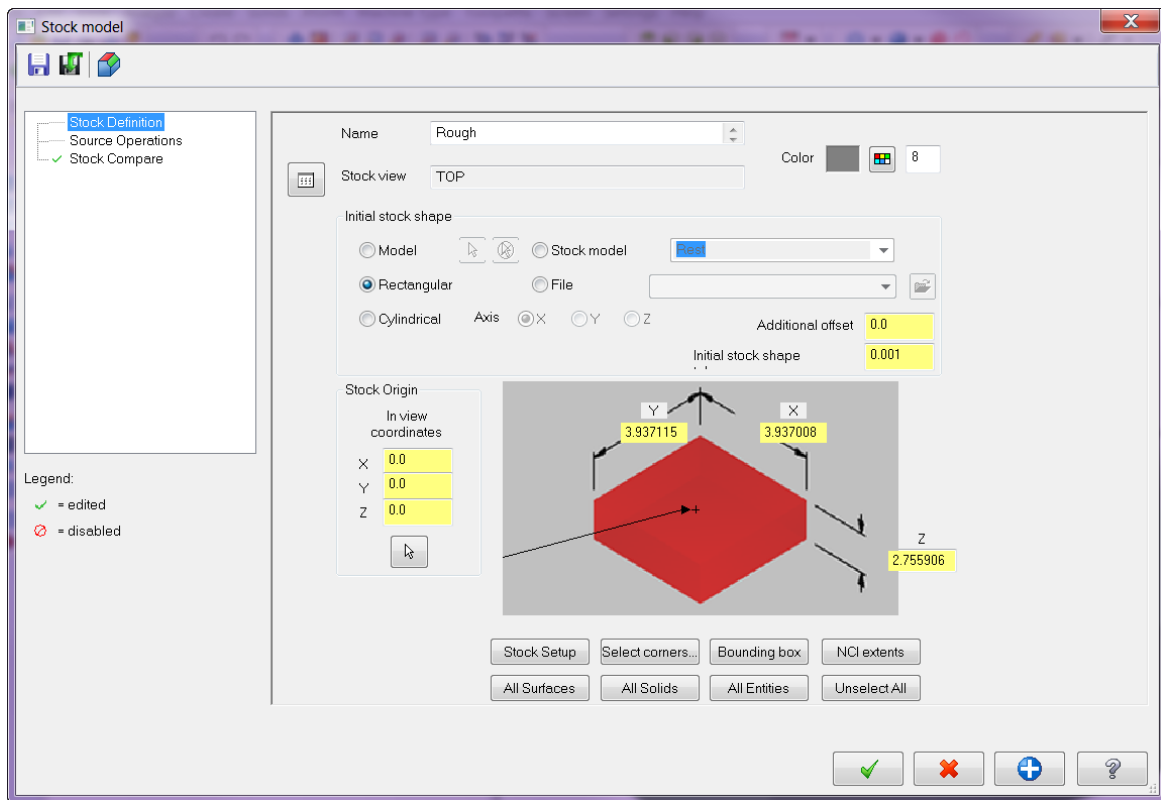 Stock model
Stock Definition
Source Operations
Stock Compare
Legend:
= edited
= disabled
Name Rough
Color 8
Stock view TOP
Initial stock shape
Model Stock model Rest
Rectangular File
Cylindrical Axis X Y Z
Additional offset 0.0
Initial stock shape 0.001
Stock Origin
In view
coordinates
X 0.0
Y 0.0
Z 0.0
Y X
3.937115 3.937008
Z
2.755906
Stock Setup Select corners... Bounding box NCI extents
All Surfaces All Solids All Entities Unselect All